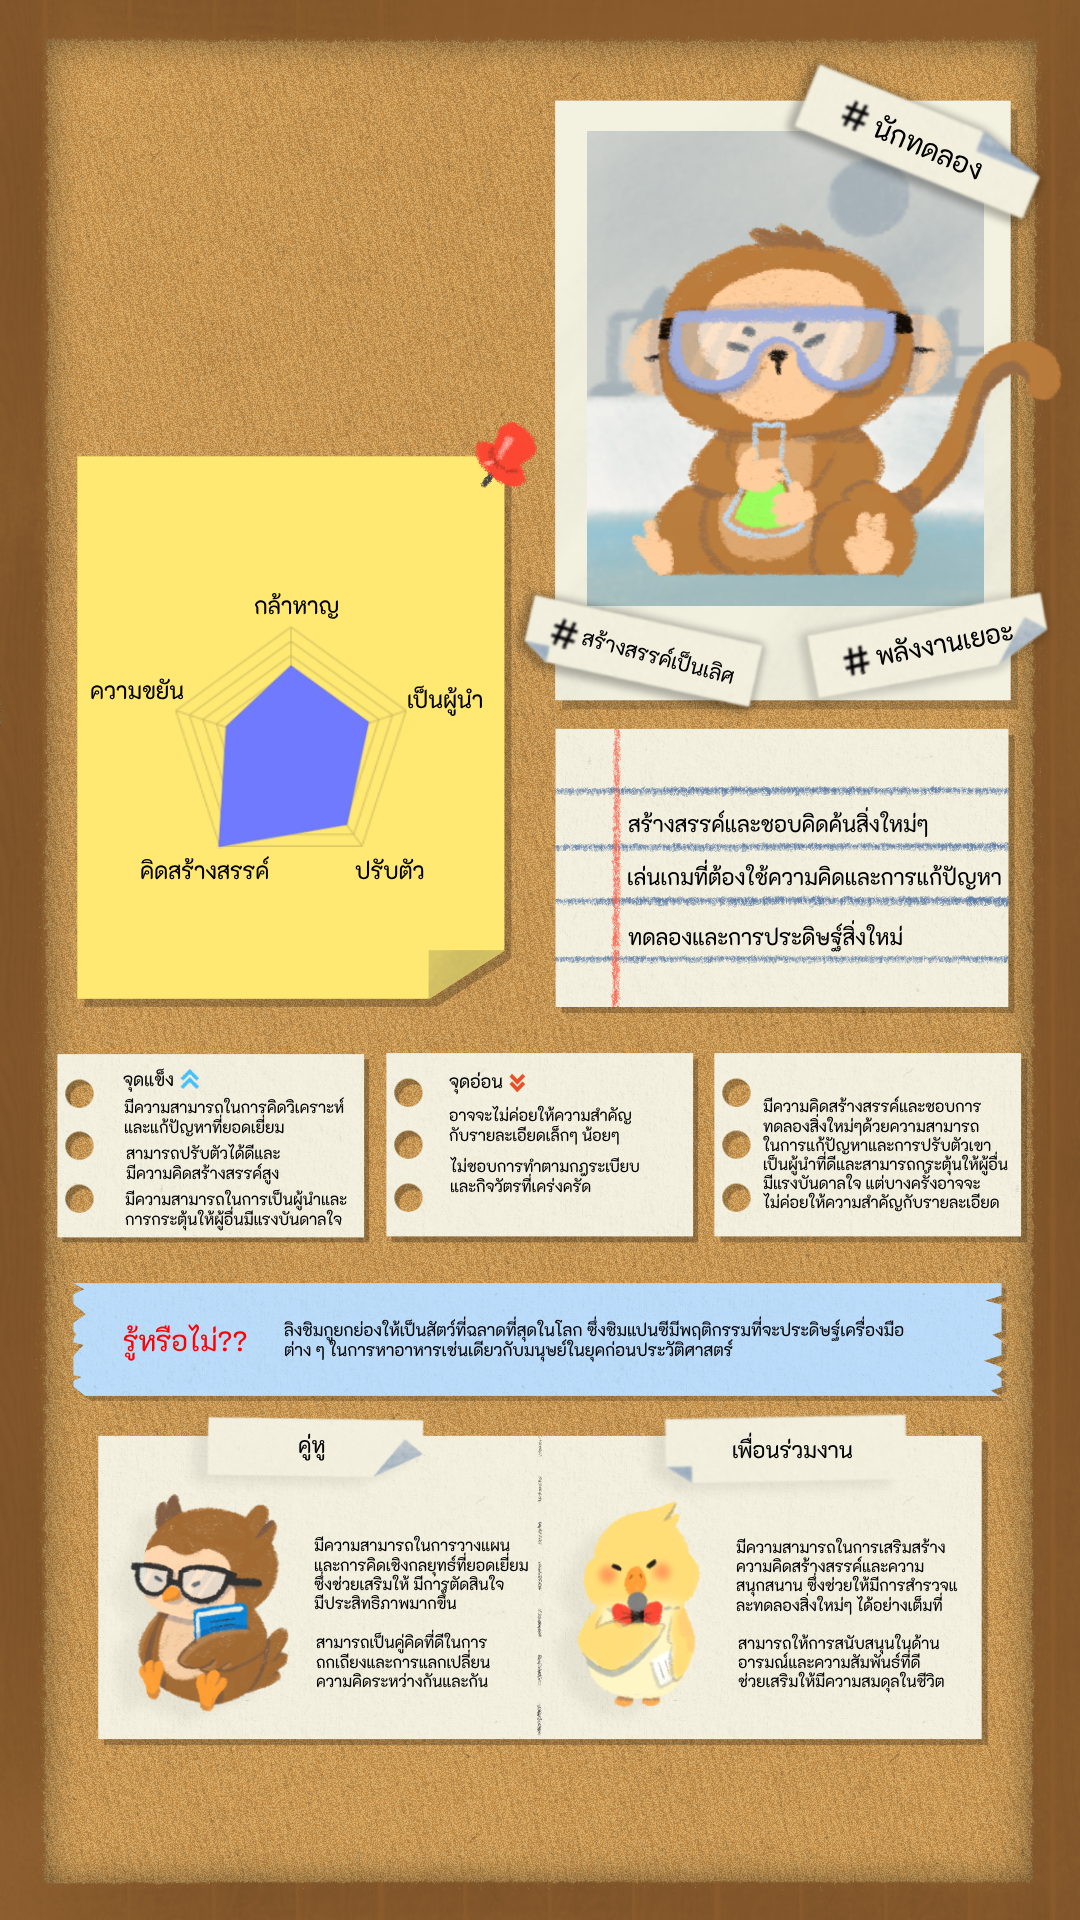 # นักทดลอง
# สร้างสรรค์เป็นเลิศ
# พลังงานเยอะ
กล้าหาญ
ความขยัน
เป็นผู้นำ
คิดสร้างสรรค์
ปรับตัว
สร้างสรรค์และชอบคิดค้นสิ่งใหม่ๆ
เล่นเกมที่ต้องใช้ความคิดและการแก้ปัญหา
ทดลองและการประดิษฐ์สิ่งใหม่
จุดแข็ง
มีความสามารถในการคิดวิเคราะห์
และแก้ปัญหาที่ยอดเยี่ยม
สามารถปรับตัวได้ดีและ
มีความคิดสร้างสรรค์สูง
มีความสามารถในการเป็นผู้นำและ
การกระตุ้นให้ผู้อื่นมีแรงบันดาลใจ
จุดอ่อน
อาจจะไม่ค่อยให้ความสำคัญ
กับรายละเอียดเล็กๆ น้อยๆ
ไม่ชอบการทำตามกฎระเบียบ
และกิจวัตรที่เคร่งครัด
มีความคิดสร้างสรรค์และชอบการ
ทดลองสิ่งใหม่ๆด้วยความสามารถ
ในการแก้ปัญหาและการปรับตัวเขา
เป็นผู้นำที่ดีและสามารถกระตุ้นให้ผู้อื่น
มีแรงบันดาลใจ แต่บางครั้งอาจจะ
ไม่ค่อยให้ความสำคัญกับรายละเอียด
รู้หรือไม่??
ลิงชิมถูยกย่องให้เป็นสัตว์ที่ฉลาดที่สุดในโลก ซึ่งชิมแปนซีมีพฤติกรรมที่จะประดิษฐ์เครื่องมือ
ต่าง ๆ ในการหาอาหารเช่นเดียวกับมนุษย์ในยุคก่อนประวัติศาสตร์
คู่หู
มีความสามารถในการวางแผน
และการคิดเชิงกลยุทธ์ที่ยอดเยี่ยม
ซึ่งช่วยเสริมให้ มีการตัดสินใจ
มีประสิทธิภาพมากขึ้น
สามารถเป็นคู่คิดที่ดีในการ
ถกเถียงและการแลกเปลี่ยน
ความคิดระหว่างกันและกัน
เพื่อนร่วมงาน
มีความสามารถในการเสริมสร้าง
ความคิดสร้างสรรค์และความ
สนุกสนาน ซึ่งช่วยให้มีการสำรวจแ
ละทดลองสิ่งใหม่ๆ ได้อย่างเต็มที่
สามารถให้การสนับสนุนในด้าน
อารมณ์และความสัมพันธ์ที่ดี
ช่วยเสริมให้มีความสมดุลในชีวิต